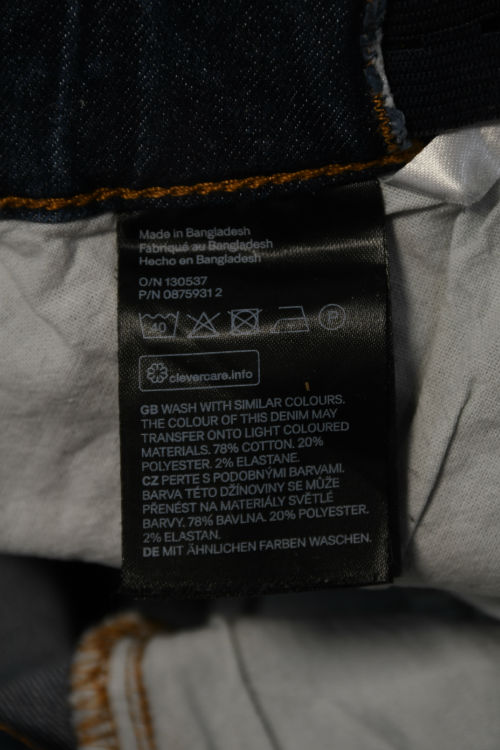 Made in Bangladesh
Fabriqué au Bangladesh
Hecho en Bangladesh
O/N 130537
P/N 0875931 2
40 P
clevercare.info
GB WASH WITH SIMILAR COLOURS.
THE COLOUR OF THIS DENIM MAY
TRANSFER ONTO LIGHT COLOURED
MATERIALS. 78% COTTON. 20%
POLYESTER. 2% ELASTANE.
CZ PERTE S PODOBNÝMI BARVAMI.
BARVA TÉTO DŽÍNOVINY SE MŮŽE
PŘENÉST NA MATERIÁLY SVĚTLÉ
BARVY. 78% BAVLNA. 20% POLYESTER.
2% ELASTAN.
DE MIT ÄHNLICHEN FARBEN WASCHEN.